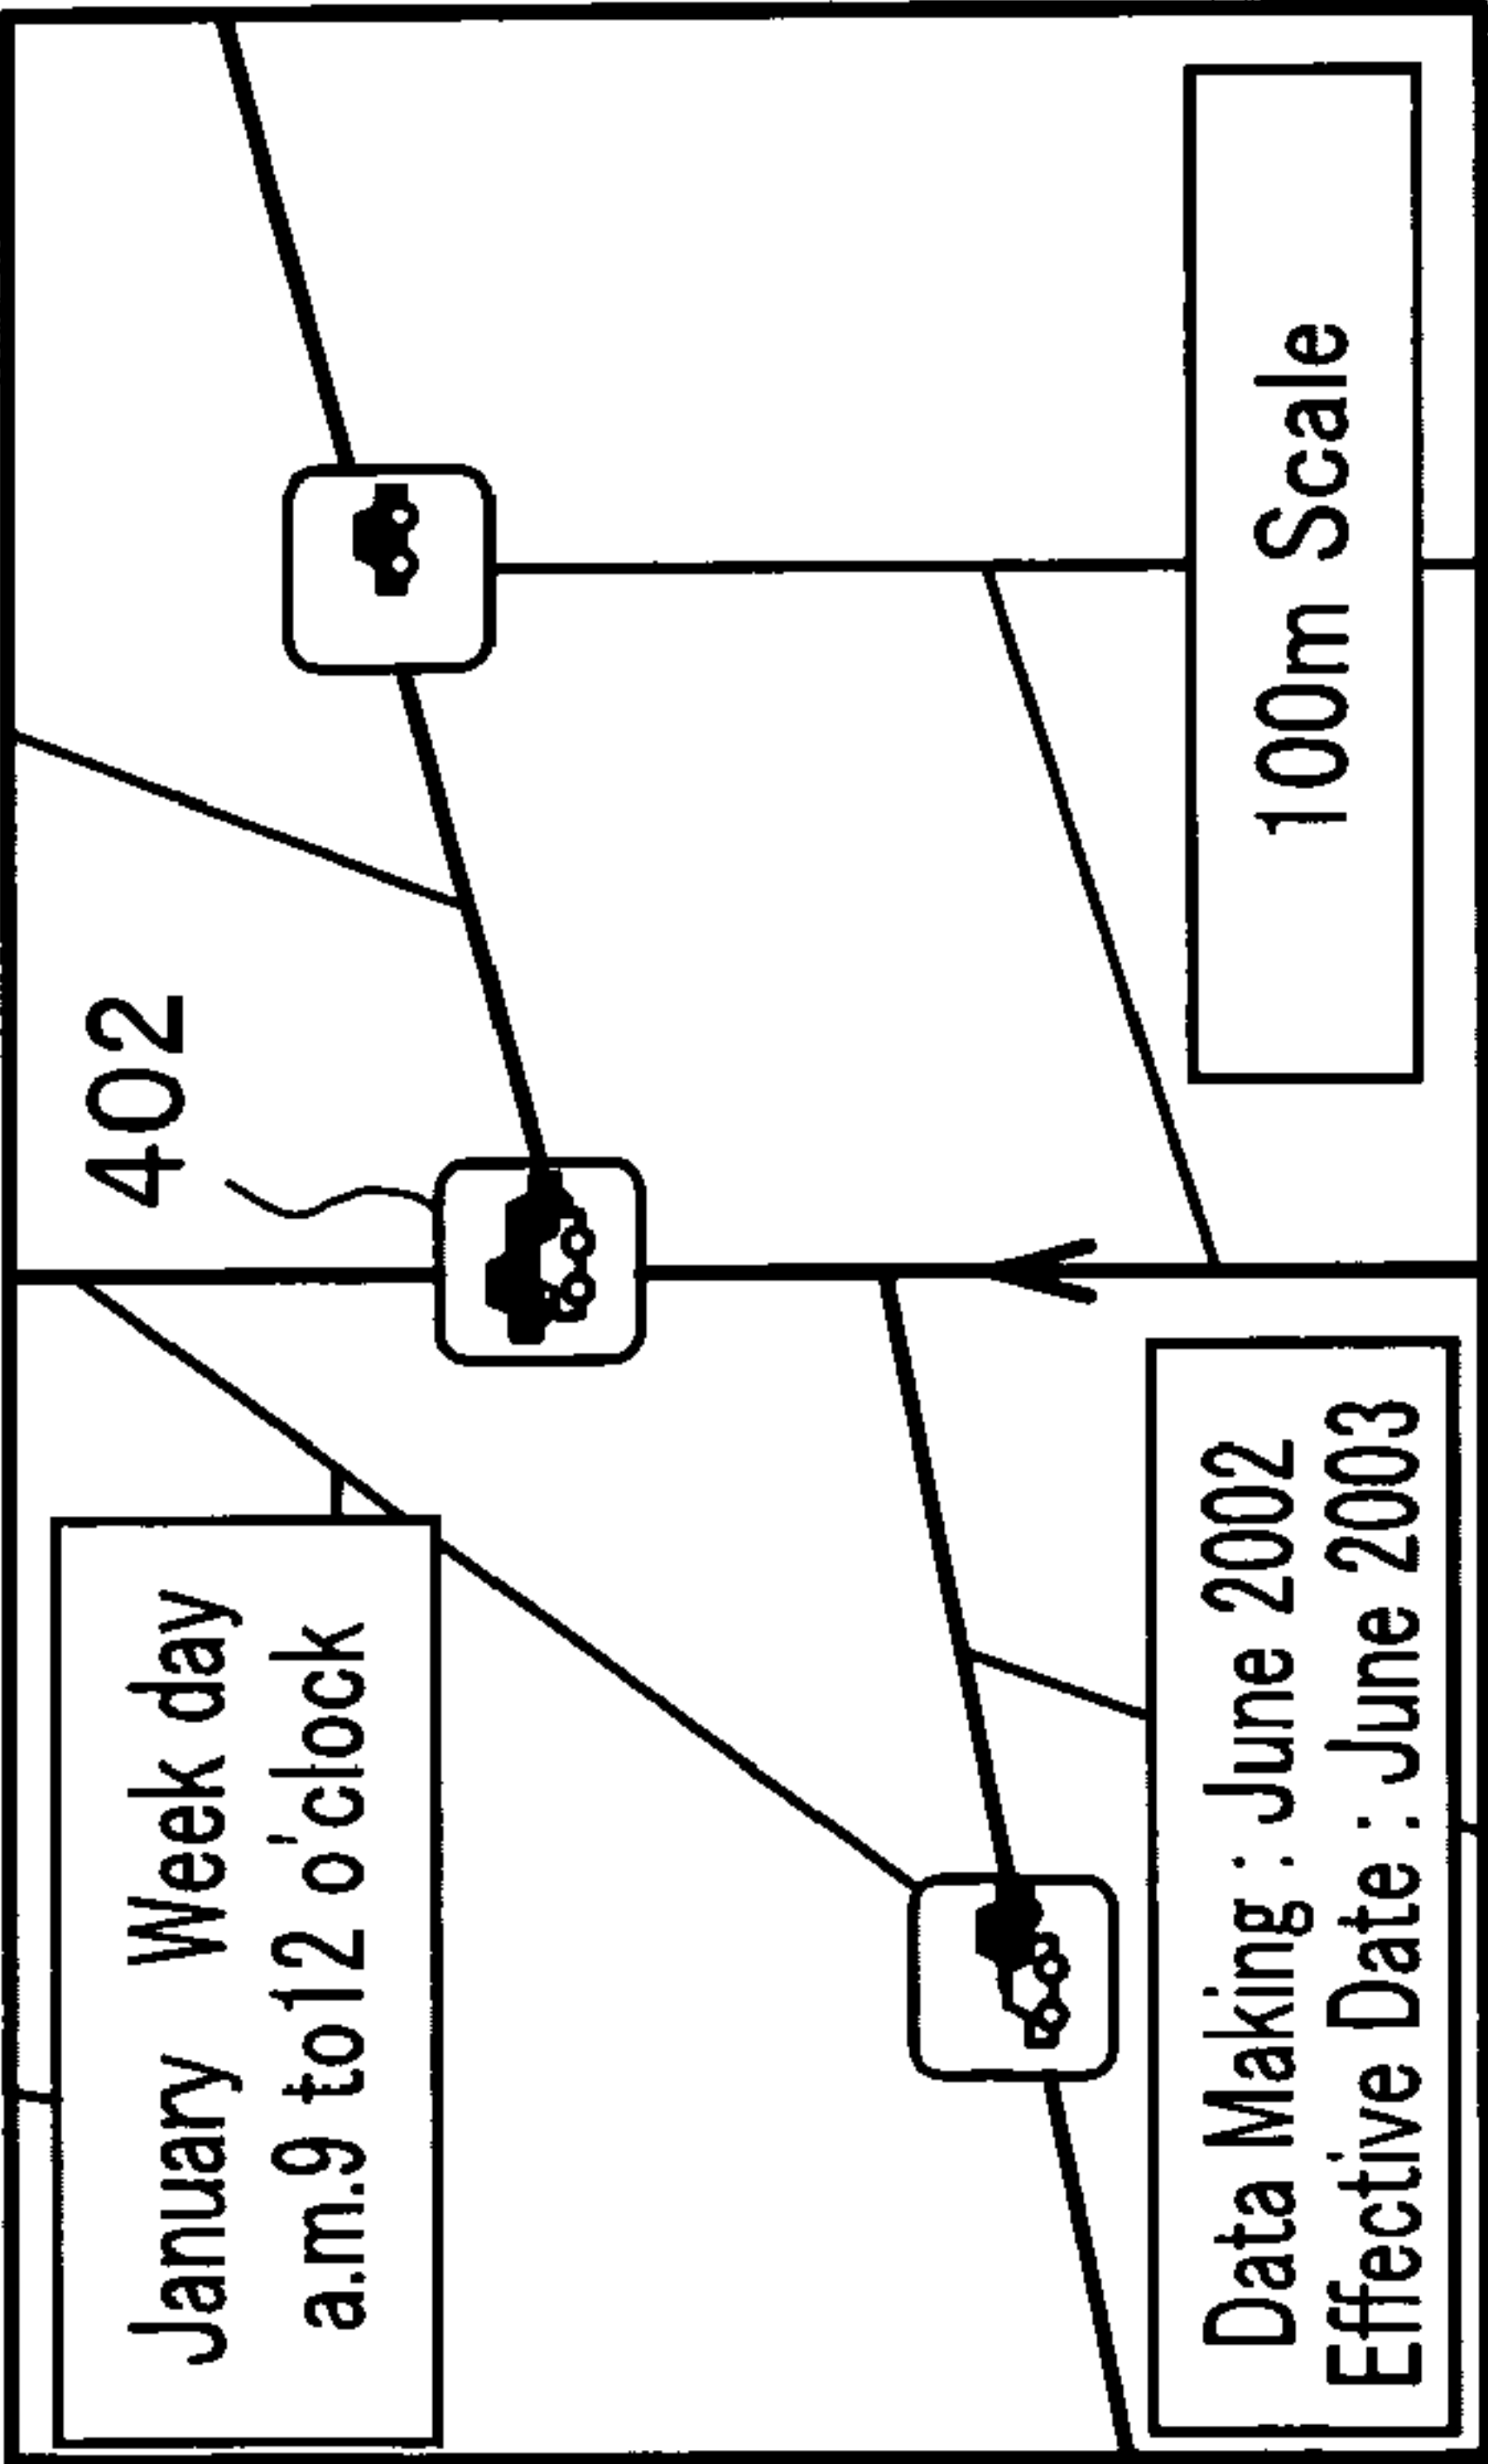 January Week day
a.m.9 to12 o'clock
402
Data Making : June 2002
Effective Date : June 2003
100m Scale